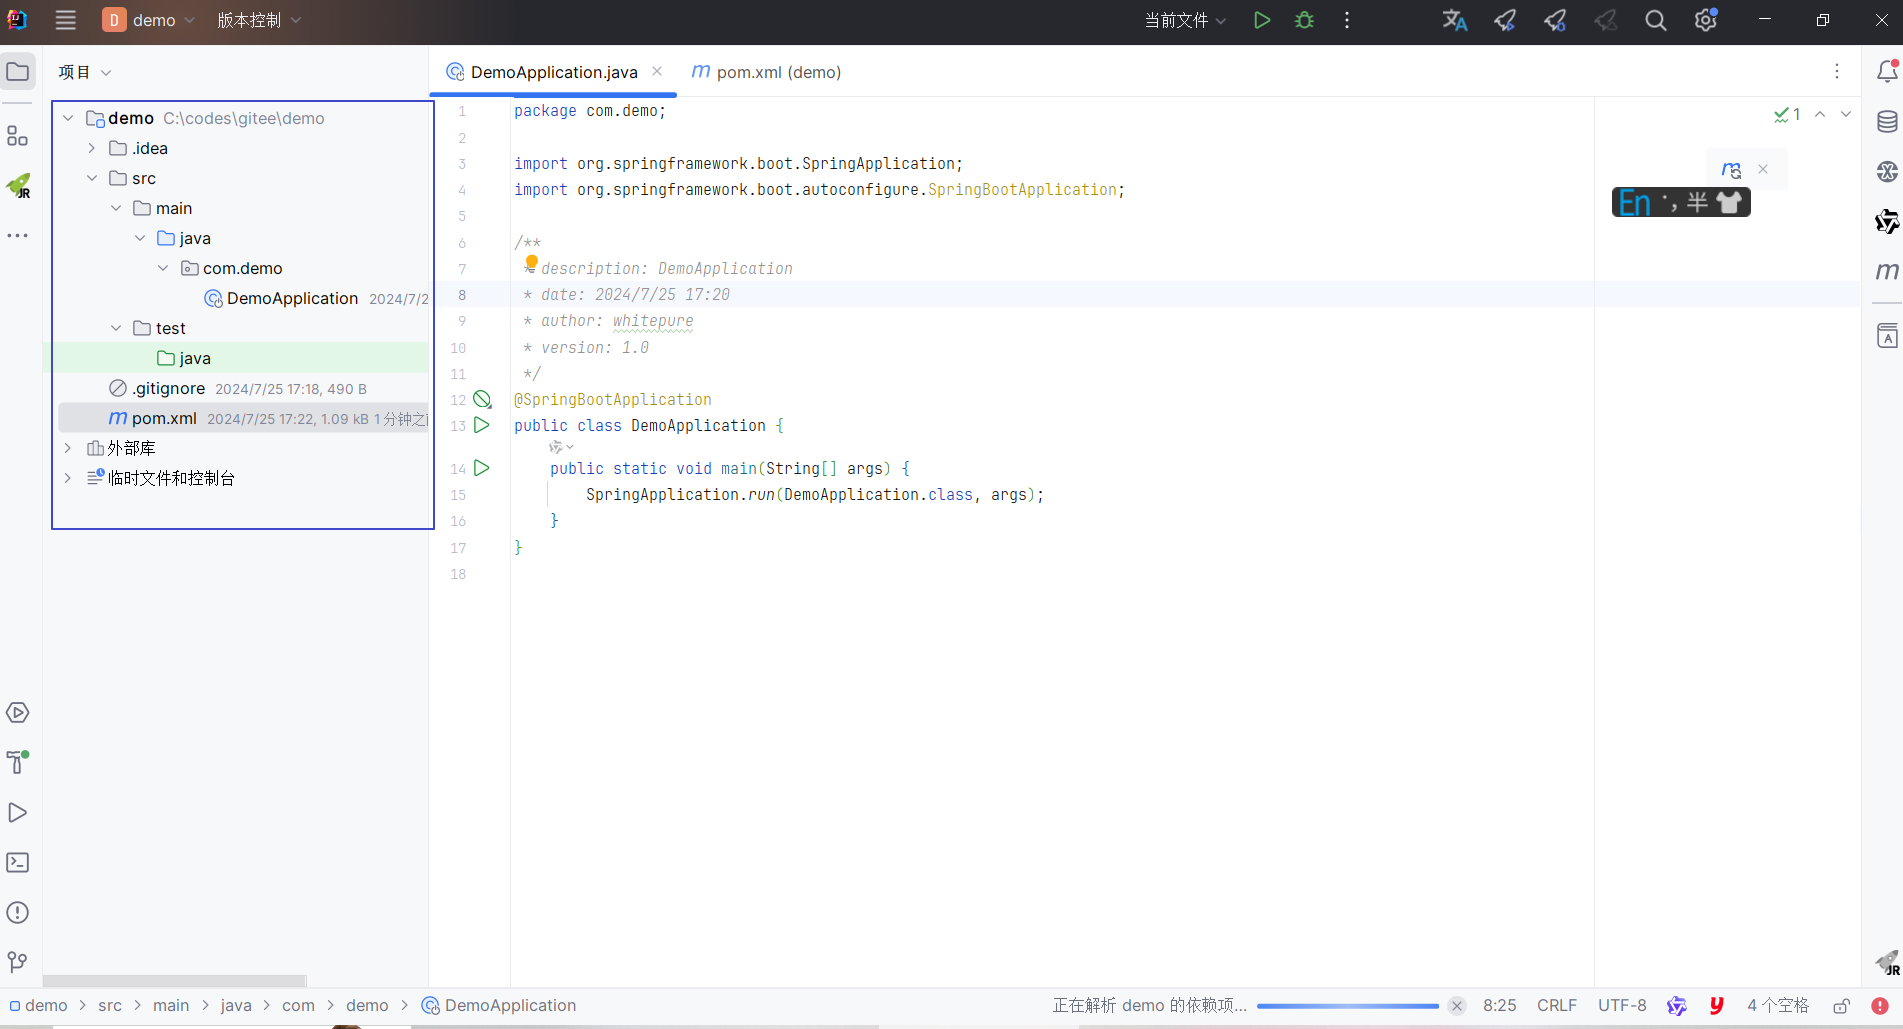 D demo 版本控制 当前文件
项目
DemoApplication.java
pom.xml (demo)
demo C:\codes\gitee\demo
.idea
src
main
java
com.demo
DemoApplication 2024/7/2
test
java
.gitignore 2024/7/25 17:18, 490 B
pom.xml 2024/7/25 17:22, 1.09 kB 1 分钟之
外部库
临时文件和控制台
1 package com.demo;
2
3 import org.springframework.boot.SpringApplication;
4 import org.springframework.boot.autoconfigure.SpringBootApplication;
5
6 /**
7 * description: DemoApplication
8 * date: 2024/7/25 17:20
9 * author: whitepure
10 * version: 1.0
11 */
12 @SpringBootApplication
13 public class DemoApplication {
14 public static void main(String[] args) {
15 SpringApplication.run(DemoApplication.class, args);
16 }
17 }
18
1
En ·, 半
JR
m
A
JR
demo > src > main > java > com > demo > DemoApplication
正在解析 demo 的依赖项... 8:25 CRLF UTF-8 y 4 个空格